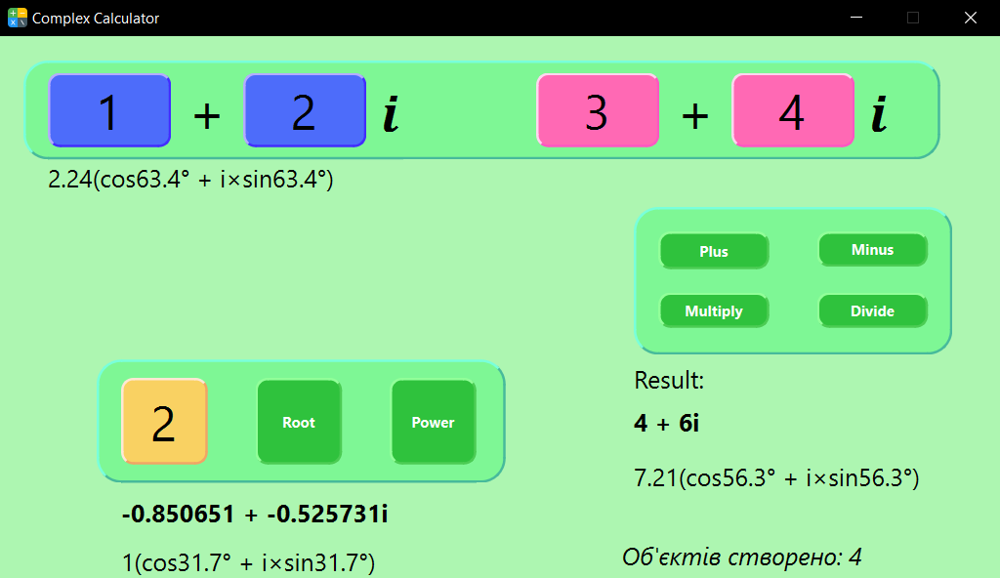 Complex Calculator
1 + 2 i 3 + 4 i
2.24(cos63.4° + i×sin63.4°)
Plus Minus
Multiply Divide
Result:
4 + 6i
7.21(cos56.3° + i×sin56.3°)
2 Root Power
-0.850651 + -0.525731i
1(cos31.7° + i×sin31.7°)
Об'єктів створено: 4